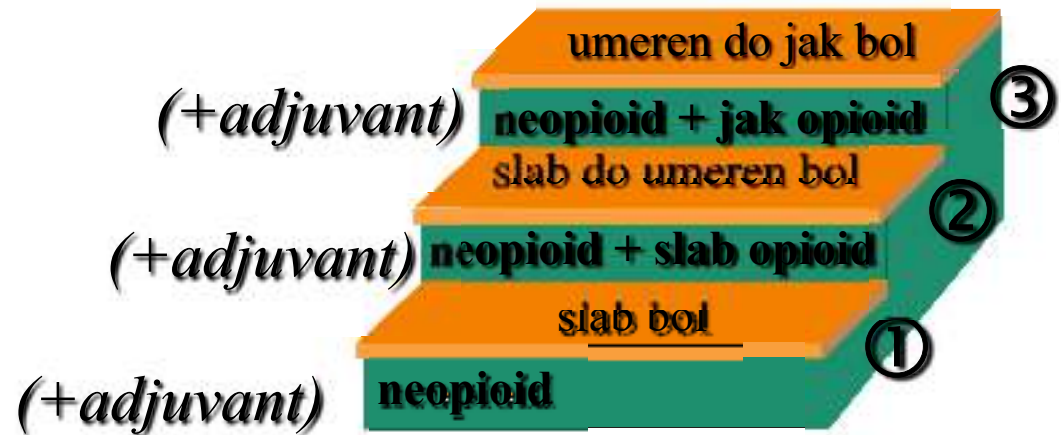 umeren do jak bol
③
(+adjuvant) neopioid + jak opioid
slab do umeren bol
②
(+adjuvant) neopioid + slab opioid
slab bol
①
(+adjuvant) neopioid